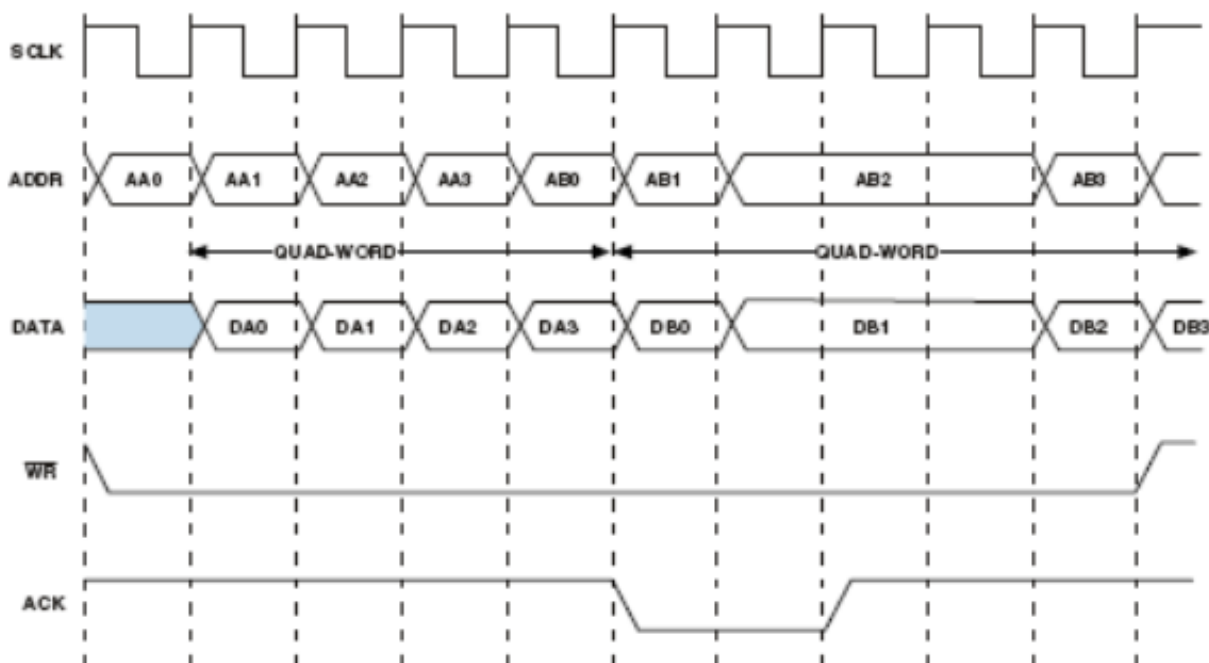 SCLK
ADDR AA0 AA1 AA2 AA3 AB0 AB1 AB2 AB3
QUAD-WORD QUAD-WORD
DATA DA0 DA1 DA2 DA3 DB0 DB1 DB2 DB3
WR
ACK